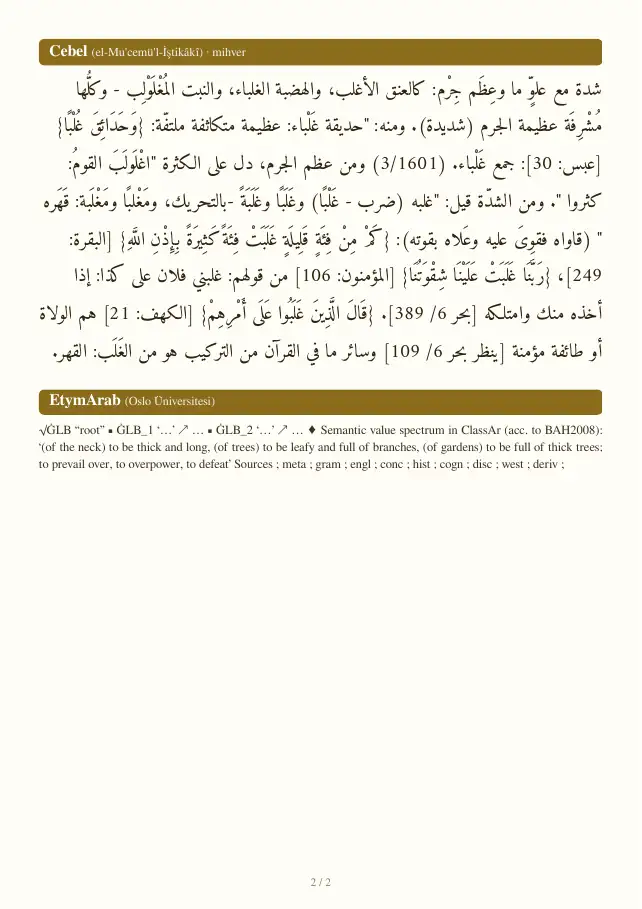 Cebel (el-Mu'cemü'l-İştikâkî) · mihver
شدة مع علوٍّ ما وعِظَم جِرْم: كالعنق الأغلب، والهضبة الغلباء، والنبت المُغْلَوْلِب - وكلُّها
مُشْرِفَة عظيمة الجرم (شديدة). ومنه: "حديقة غَلْباء: عظيمة متكاثفة ملتفّة: {وَحَدَائِقَ غُلْبًا}
[عبس: 30]: جمع غَلْباء. (3/1601) ومن عظم الجرم، دل على الكثرة "اغْلَولَبَ القومُ:
كثروا ". ومن الشدّة قيل: "غلبه (ضرب - غَلْبًا) وغَلَبًا وغَلَبَةً -بالتحريك، ومَغْلبًا ومَغْلَبة: قَهَره
" (قاواه فقوِىَ عليه وعَلاه بقوته): {كَمْ مِنْ فِئَةٍ قَلِيلَةٍ غَلَبَتْ فِئَةً كَثِيرَةً بِإِذْنِ اللَّهِ} [البقرة:
249]، {رَبَّنَا غَلَبَتْ عَلَيْنَا شِقْوَتُنَا} [المؤمنون: 106] من قولهم: غلبني فلان على كذا: إذا
أخذه منك وامتلكه [بحر 6/ 389]. {قَالَ الَّذِينَ غَلَبُوا عَلَى أَمْرِهِمْ} [الكهف: 21] هم الولاة
أو طائفة مؤمنة [ينظر بحر 6/ 109] وسائر ما في القرآن من التركيب هو من الغَلَب: القهر.
EtymArab (Oslo Üniversitesi)
√ĠLB “root” ▪ ĠLB_1 ‘…’ ↗ … ▪ ĠLB_2 ‘…’ ↗ … ♦ Semantic value spectrum in ClassAr (acc. to BAH2008):
‘(of the neck) to be thick and long, (of trees) to be leafy and full of branches, (of gardens) to be full of thick trees;
to prevail over, to overpower, to defeat’ Sources ; meta ; gram ; engl ; conc ; hist ; cogn ; disc ; west ; deriv ;
2 / 2